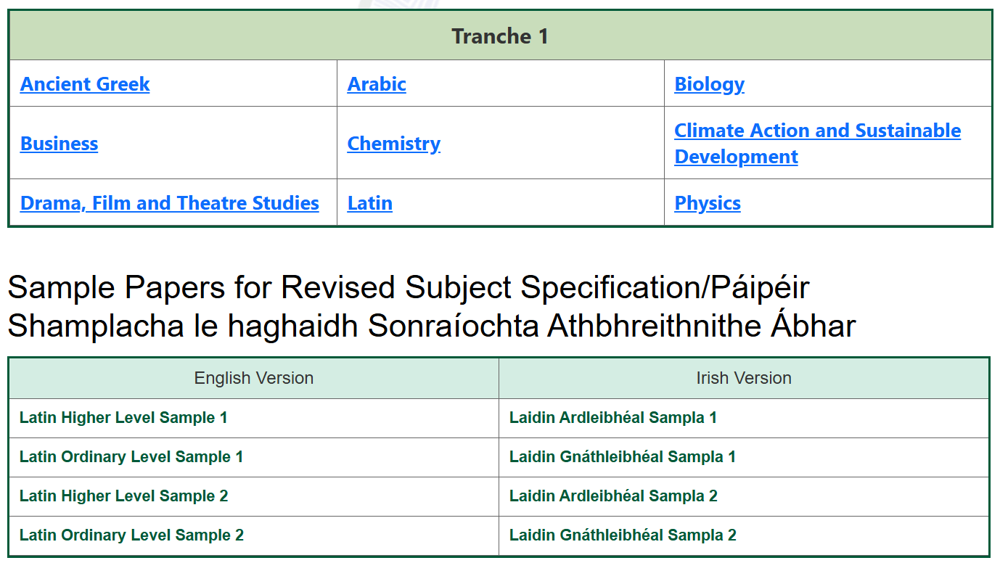 Tranche 1
Ancient Greek
Arabic
Biology
Business
Chemistry
Climate Action and Sustainable
Development
Drama, Film and Theatre Studies
Latin
Physics
Sample Papers for Revised Subject Specification/Páipéir
Shamplacha le haghaidh Sonraíochta Athbhreithnithe Ábhar
English Version
Irish Version
Latin Higher Level Sample 1
Laidin Ardleibhéal Sampla 1
Latin Ordinary Level Sample 1
Laidin Gnáthleibhéal Sampla 1
Latin Higher Level Sample 2
Laidin Ardleibhéal Sampla 2
Latin Ordinary Level Sample 2
Laidin Gnáthleibhéal Sampla 2